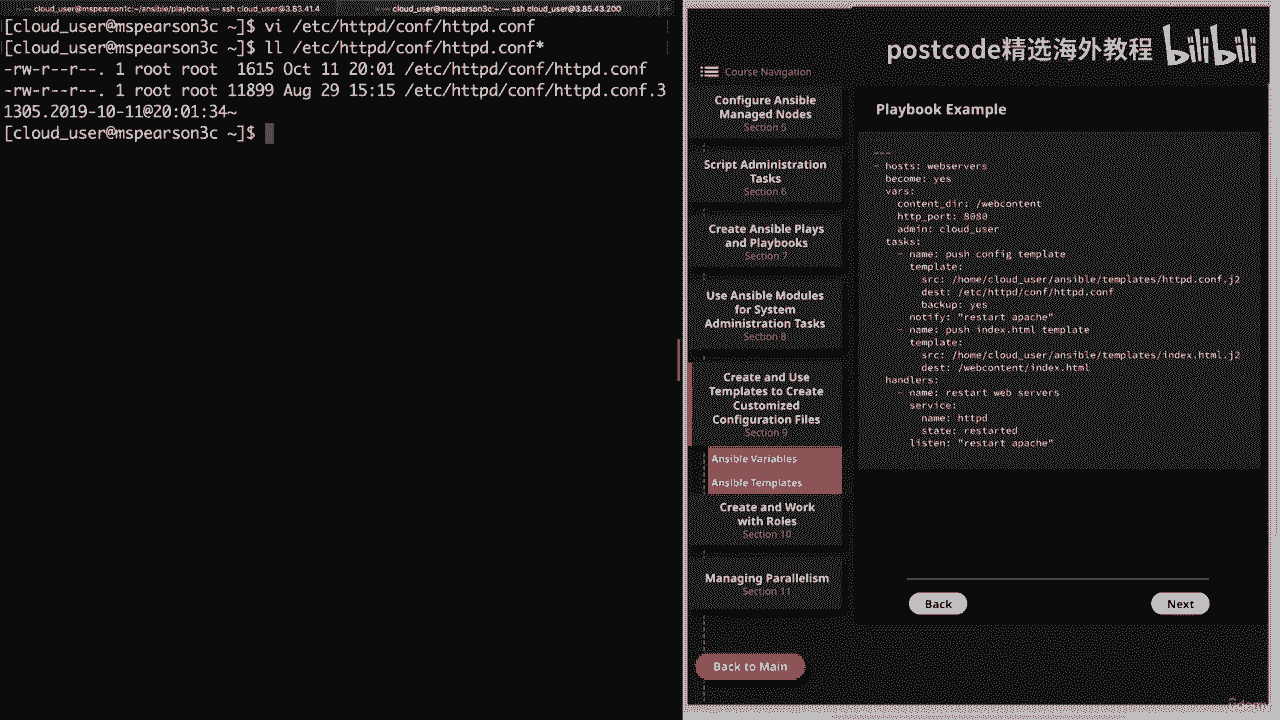 cloud_user@mspearson1c:~/ansible/playbooks — ssh cloud_user@3.83.41.4
cloud_user@mspearson3c:~ — ssh cloud_user@3.85.43.200
[cloud_user@mspearson3c ~]$ vi /etc/httpd/conf/httpd.conf
[cloud_user@mspearson3c ~]$ ll /etc/httpd/conf/httpd.conf*
-rw-r--r--. 1 root root  1615 Oct 11 20:01 /etc/httpd/conf/httpd.conf
-rw-r--r--. 1 root root 11899 Aug 29 15:15 /etc/httpd/conf/httpd.conf.3
1305.2019-10-11@20:01:34~
[cloud_user@mspearson3c ~]$
postcode精选海外教程 bilibili
Course Navigation
Configure Ansible
Managed Nodes
Section 5
Script Administration
Tasks
Section 6
Create Ansible Plays
and Playbooks
Section 7
Use Ansible Modules
for System
Administration Tasks
Section 8
Create and Use
Templates to Create
Customized
Configuration Files
Section 9
Ansible Variables
Ansible Templates
Create and Work
with Roles
Section 10
Managing Parallelism
Section 11
Back to Main
Playbook Example
---
- hosts: webservers
  become: yes
  vars:
    content_dir: /webcontent
    http_port: 8080
    admin: cloud_user
  tasks:
    - name: push config template
      template:
        src: /home/cloud_user/ansible/templates/httpd.conf.j2
        dest: /etc/httpd/conf/httpd.conf
        backup: yes
      notify: "restart apache"
    - name: push index.html template
      template:
        src: /home/cloud_user/ansible/templates/index.html.j2
        dest: /webcontent/index.html
  handlers:
    - name: restart web servers
      service:
        name: httpd
        state: restarted
      listen: "restart apache"
Back
Next
Udemy